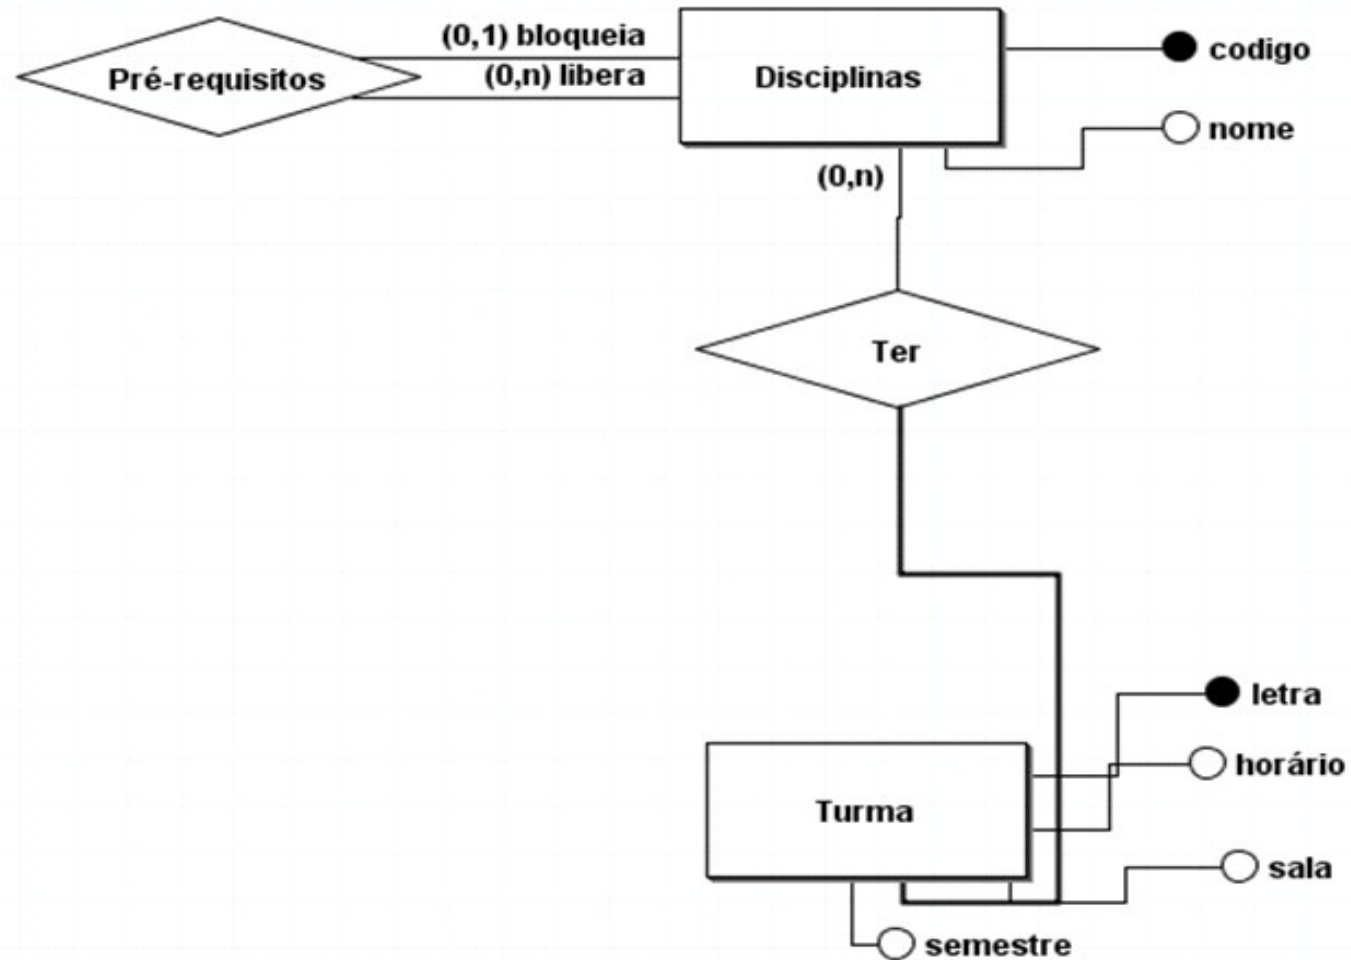 (0,1) bloqueia
(0,n) libera
Pré-requisitos
Disciplinas
codigo
nome
(0,n)
Ter
letra
horário
Turma
sala
semestre